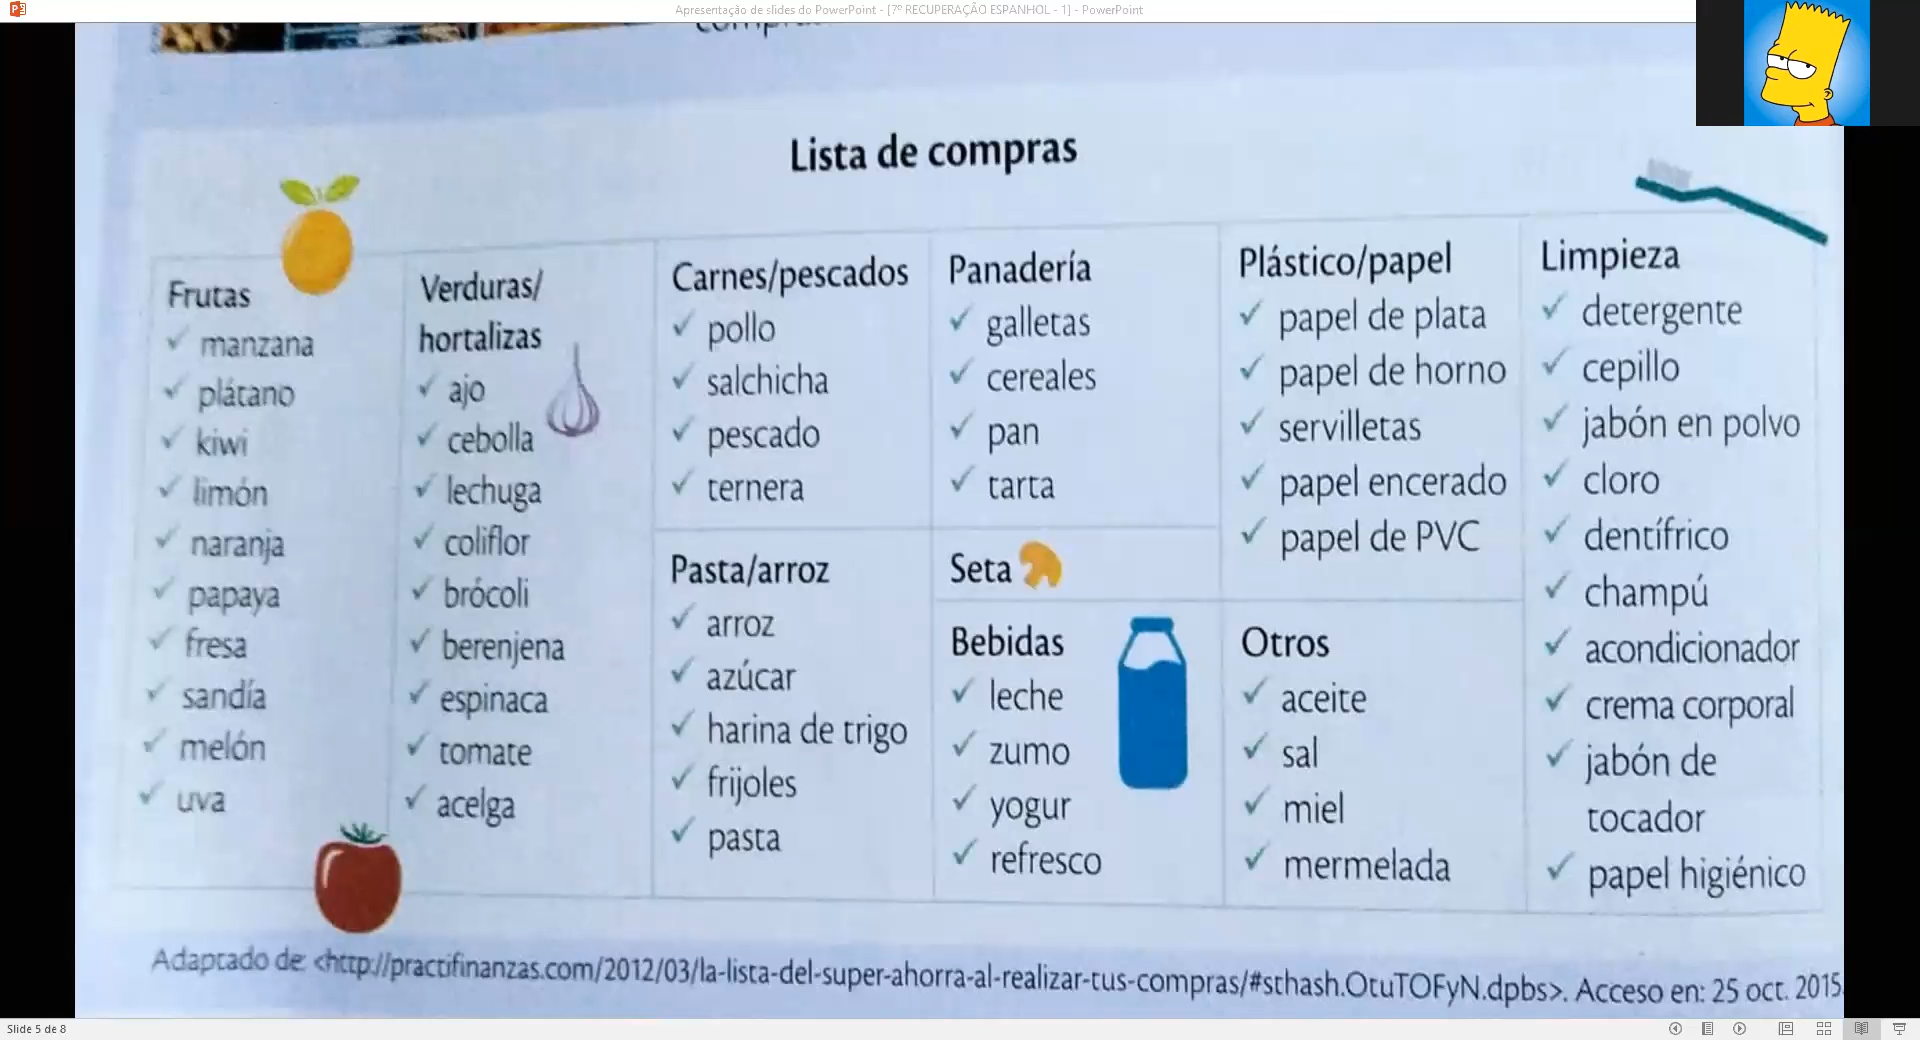 Apresentação de slides do PowerPoint - [7º RECUPERAÇÃO ESPANHOL - 1] - PowerPoint
Lista de compras
Frutas
manzana
plátano
kiwi
limón
naranja
papaya
fresa
sandía
melón
uva
Verduras/
hortalizas
ajo
cebolla
lechuga
coliflor
brócoli
berenjena
espinaca
tomate
acelga
Carnes/pescados
pollo
salchicha
pescado
ternera
Pasta/arroz
arroz
azúcar
harina de trigo
frijoles
pasta
Panadería
galletas
cereales
pan
tarta
Seta
Bebidas
leche
zumo
yogur
refresco
Plástico/papel
papel de plata
papel de horno
servilletas
papel encerado
papel de PVC
Otros
aceite
sal
miel
mermelada
Limpieza
detergente
cepillo
jabón en polvo
cloro
dentífrico
champú
acondicionador
crema corporal
jabón de
tocador
papel higiénico
Adaptado de: <http://practifinanzas.com/2012/03/la-lista-del-super-ahorra-al-realizar-tus-compras/#sthash.OtuTOFyN.dpbs>. Acceso en: 25 oct. 2015
Slide 5 de 8